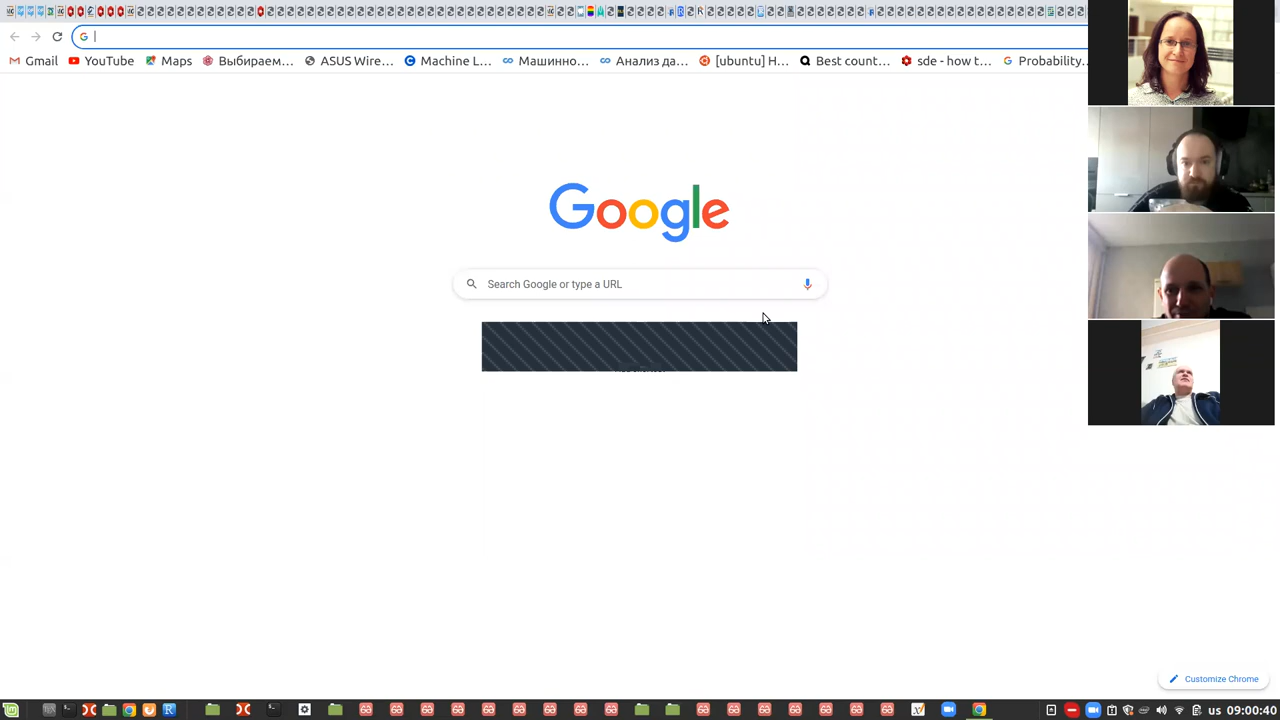 Gmail YouTube Maps Выбираем... ASUS Wire... Machine L... Машинно... Анализ да... [ubuntu] H... Best count... sde - how t... Probability...
Google
Search Google or type a URL
Customize Chrome
us 09:00:40